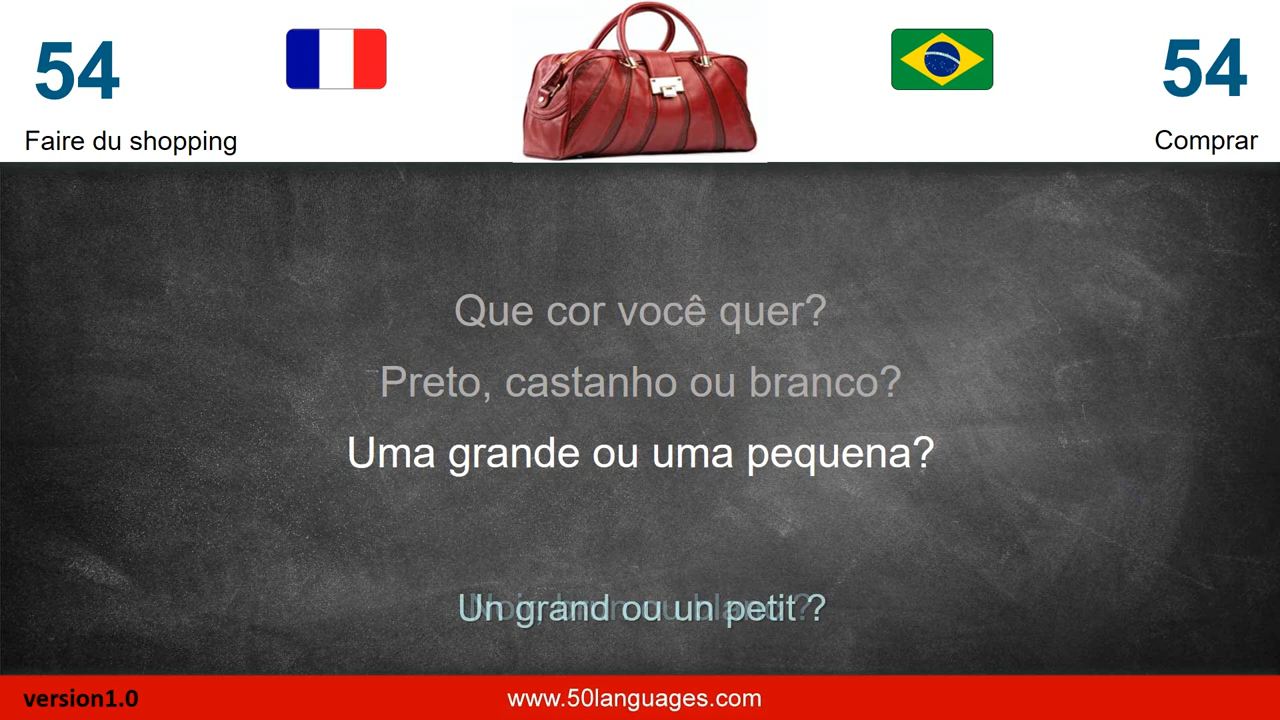 54
54
Faire du shopping
Comprar
Que cor você quer?
Preto, castanho ou branco?
Uma grande ou uma pequena?
Un grand ou un petit ?
version1.0
www.50languages.com